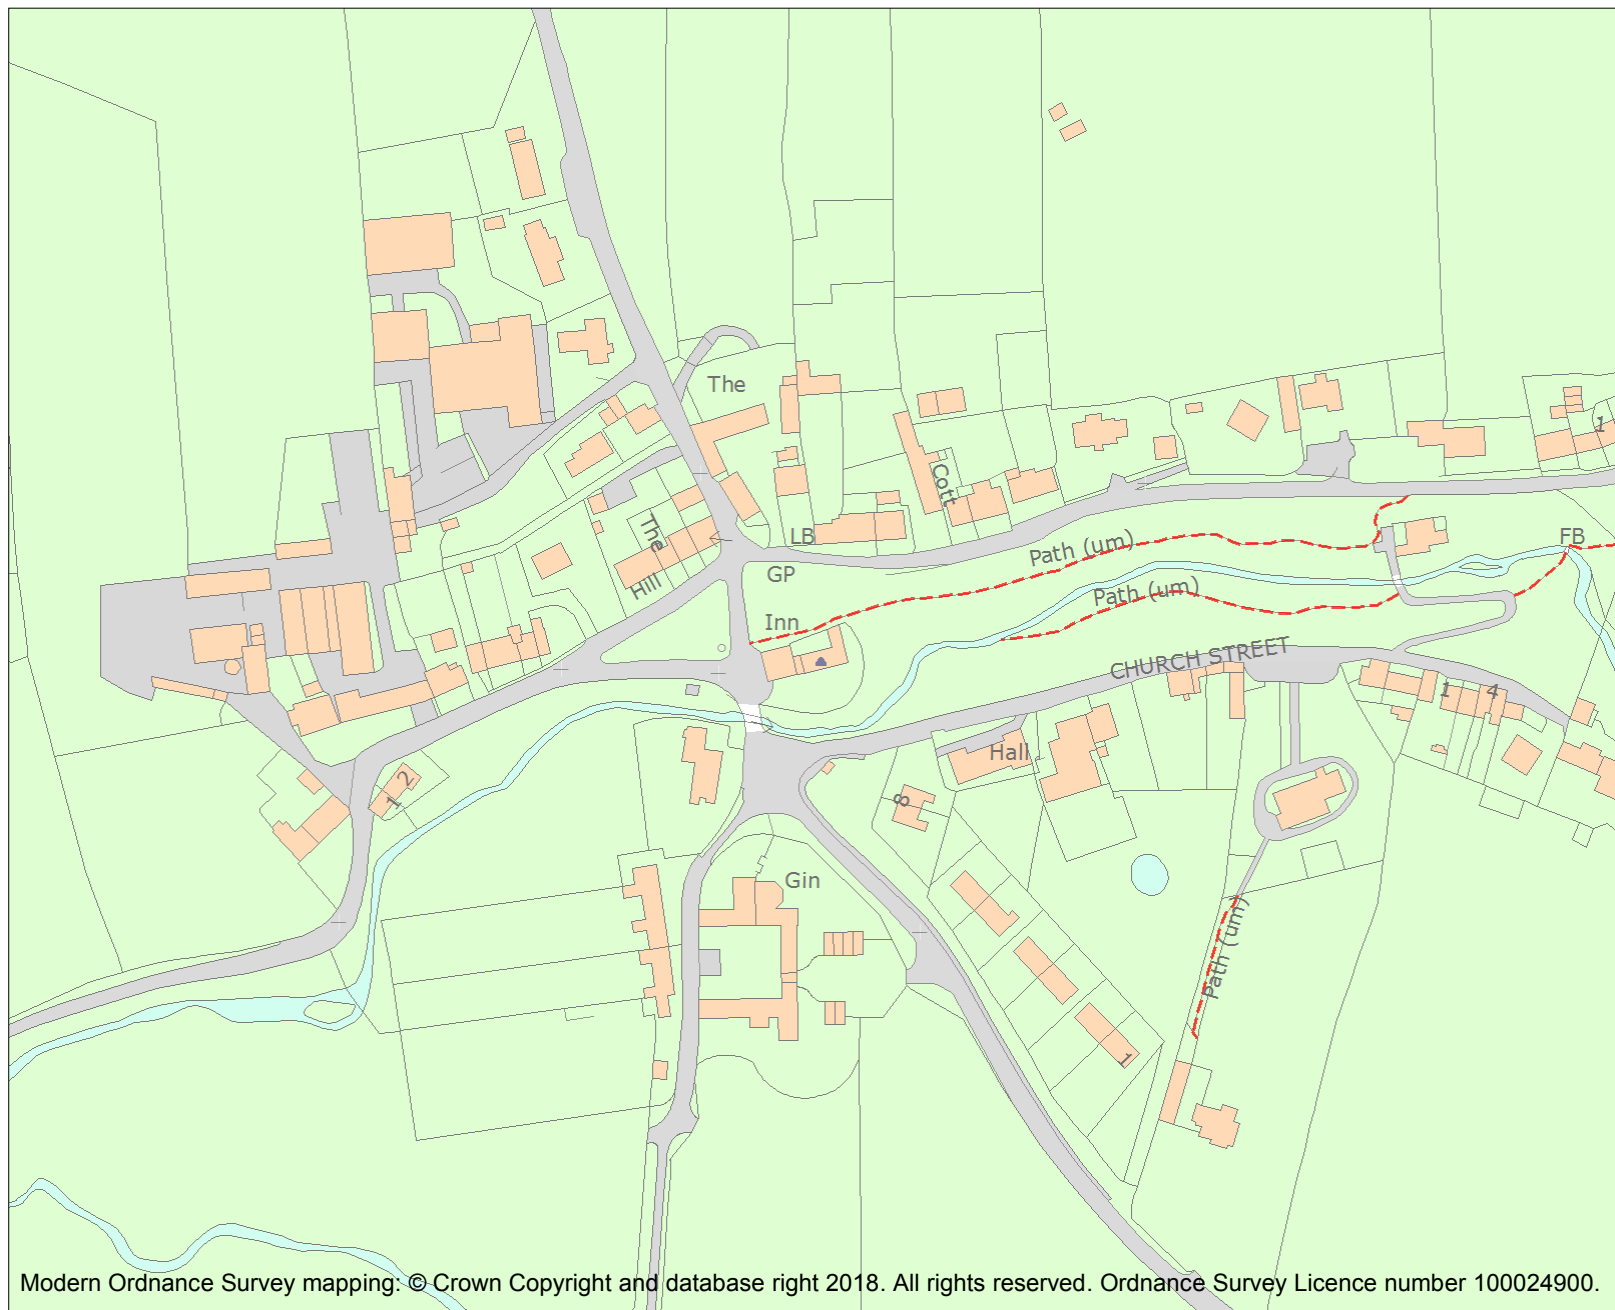 The
Cott
1
The
LB
Path (um)
FB
GP
Hill
Path (um)
Inn
CHURCH STREET
1
4
Hall
2
1
8
Gin
Path (um)
1
Modern Ordnance Survey mapping: © Crown Copyright and database right 2018. All rights reserved. Ordnance Survey Licence number 100024900.